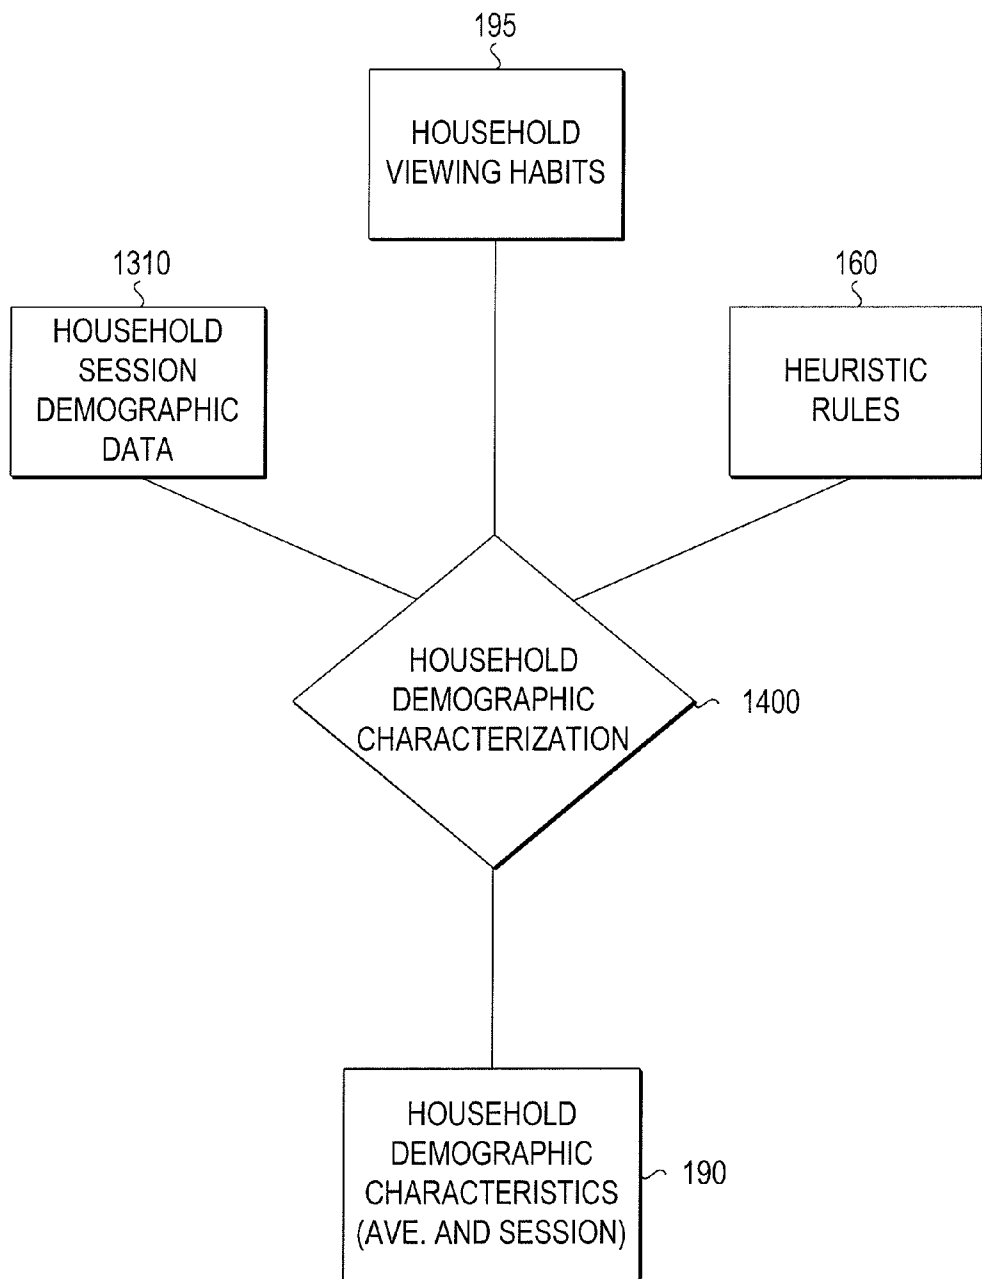 195
HOUSEHOLD
VIEWING HABITS
1310
HOUSEHOLD
SESSION
DEMOGRAPHIC
DATA
160
HEURISTIC
RULES
HOUSEHOLD
DEMOGRAPHIC
CHARACTERIZATION
1400
HOUSEHOLD
DEMOGRAPHIC
CHARACTERISTICS
(AVE. AND SESSION)
190